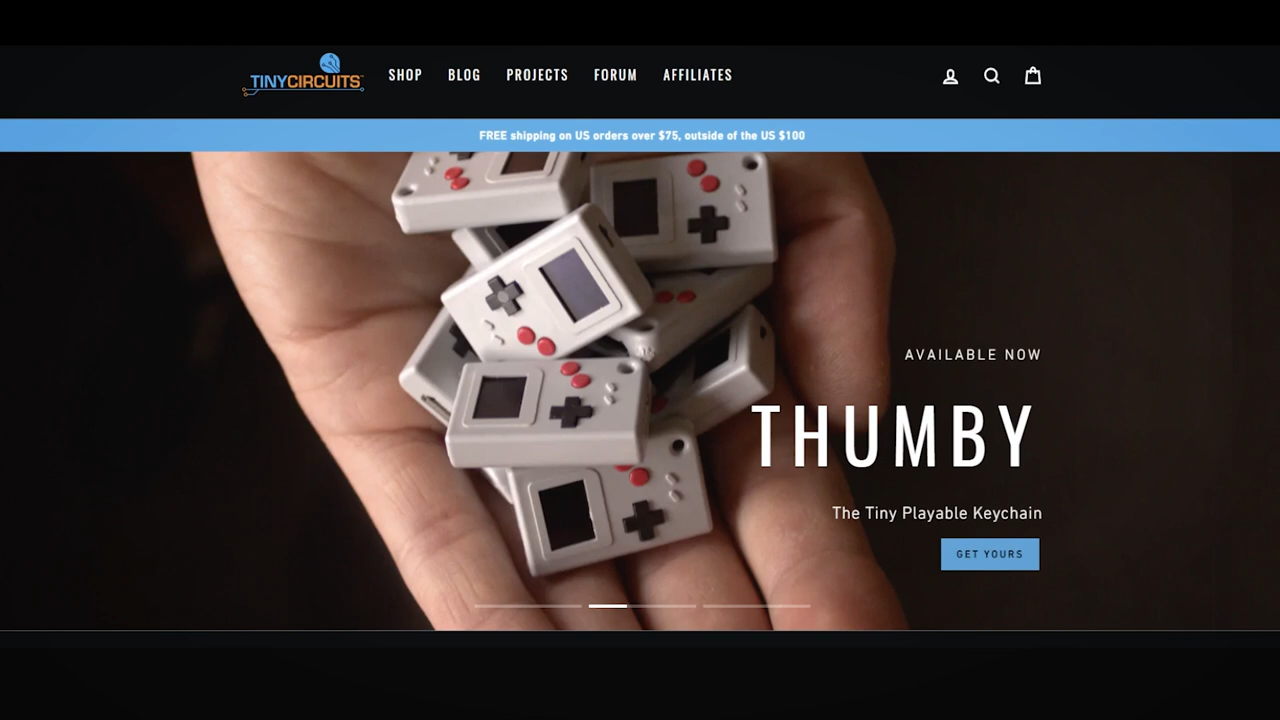 TINYCIRCUITS
SHOP BLOG PROJECTS FORUM AFFILIATES
FREE shipping on US orders over $75, outside of the US $100
AVAILABLE NOW
THUMBY
The Tiny Playable Keychain
GET YOURS